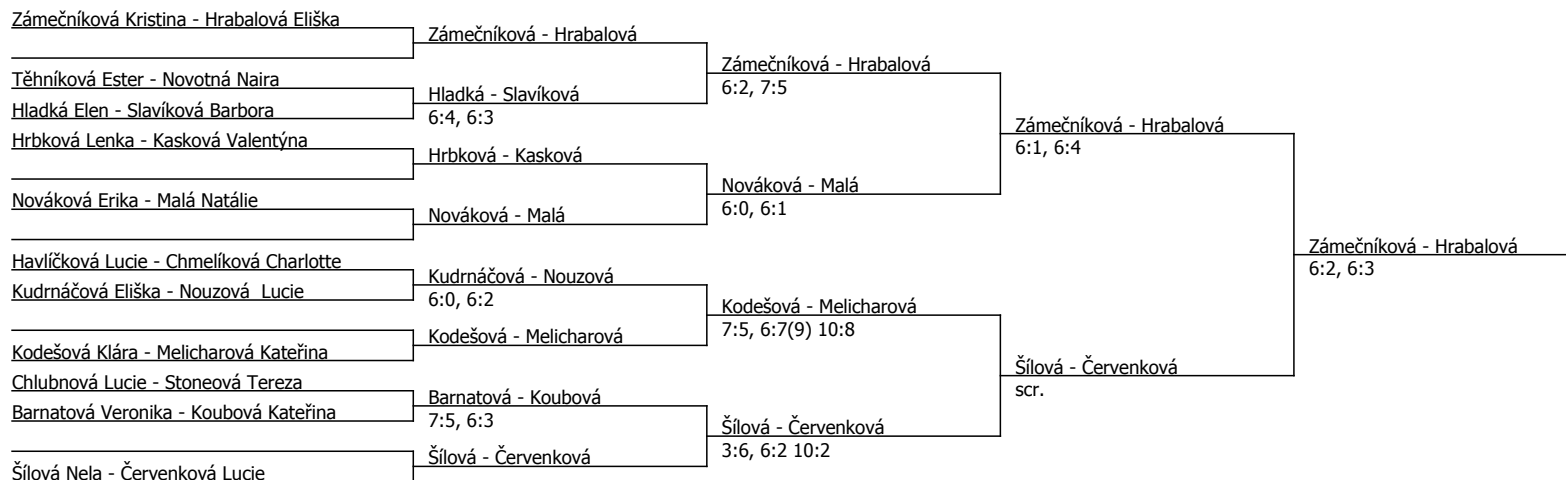 Zámečníková Kristina - Hrabalová Eliška
Těhníková Ester - Novotná Naira
Hladká Elen - Slavíková Barbora
Hrbková Lenka - Kasková Valentýna
Nováková Erika - Malá Natálie
Havlíčková Lucie - Chmelíková Charlotte
Kudrnáčová Eliška - Nouzová  Lucie
Kodešová Klára - Melicharová Kateřina
Chlubnová Lucie - Stoneová Tereza
Barnatová Veronika - Koubová Kateřina
Šílová Nela - Červenková Lucie
Zámečníková - Hrabalová
Hladká - Slavíková
6:4, 6:3
Hrbková - Kasková
Nováková - Malá
Kudrnáčová - Nouzová
6:0, 6:2
Kodešová - Melicharová
Barnatová - Koubová
7:5, 6:3
Šílová - Červenková
Zámečníková - Hrabalová
6:2, 7:5
Nováková - Malá
6:0, 6:1
Kodešová - Melicharová
7:5, 6:7(9) 10:8
Šílová - Červenková
3:6, 6:2 10:2
Zámečníková - Hrabalová
6:1, 6:4
Šílová - Červenková
scr.
Zámečníková - Hrabalová
6:2, 6:3